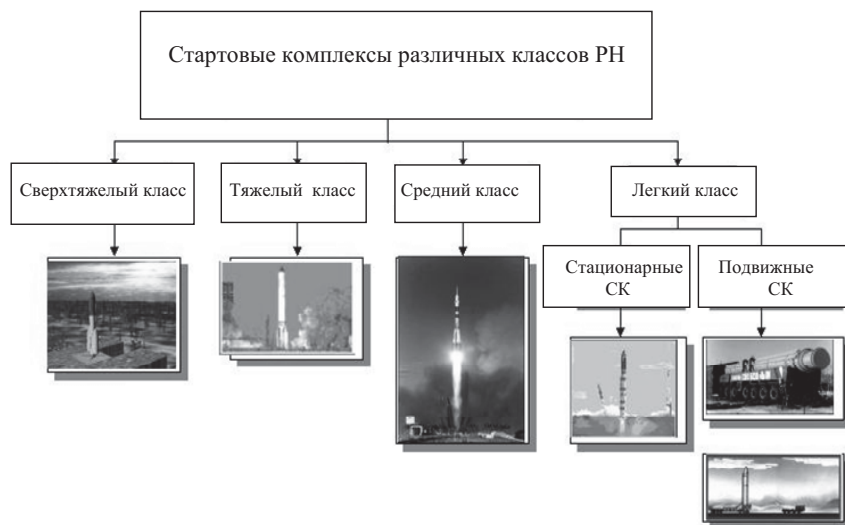 Стартовые комплексы различных классов РН
Сверхтяжелый класс
Тяжелый класс
Средний класс
Легкий класс
Стационарные
СК
Подвижные
СК